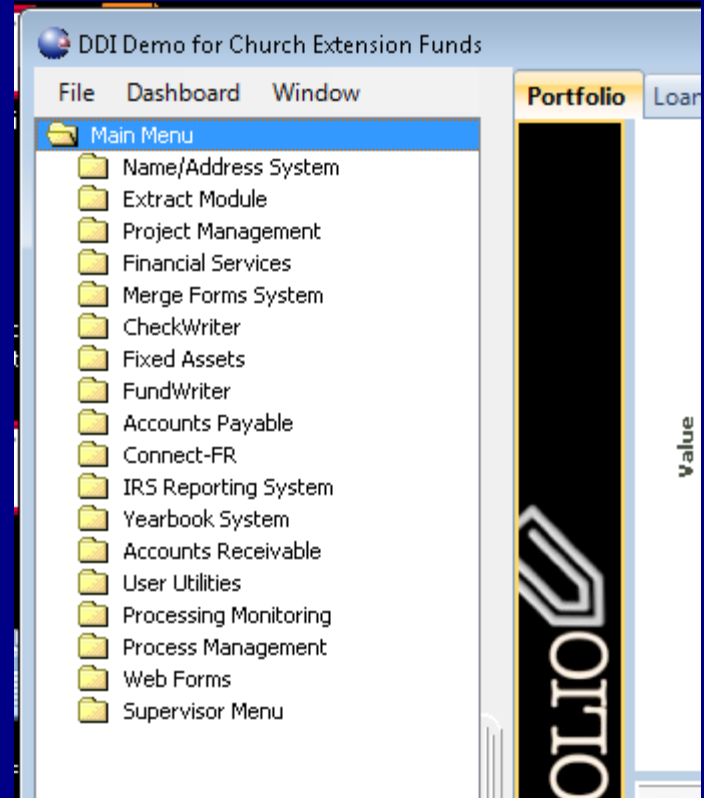 DDI Demo for Church Extension Funds
File Dashboard Window
Main Menu
Name/Address System
Extract Module
Project Management
Financial Services
Merge Forms System
CheckWriter
Fixed Assets
FundWriter
Accounts Payable
Connect-FR
IRS Reporting System
Yearbook System
Accounts Receivable
User Utilities
Processing Monitoring
Process Management
Web Forms
Supervisor Menu
Portfolio Loan
OLIO
Value